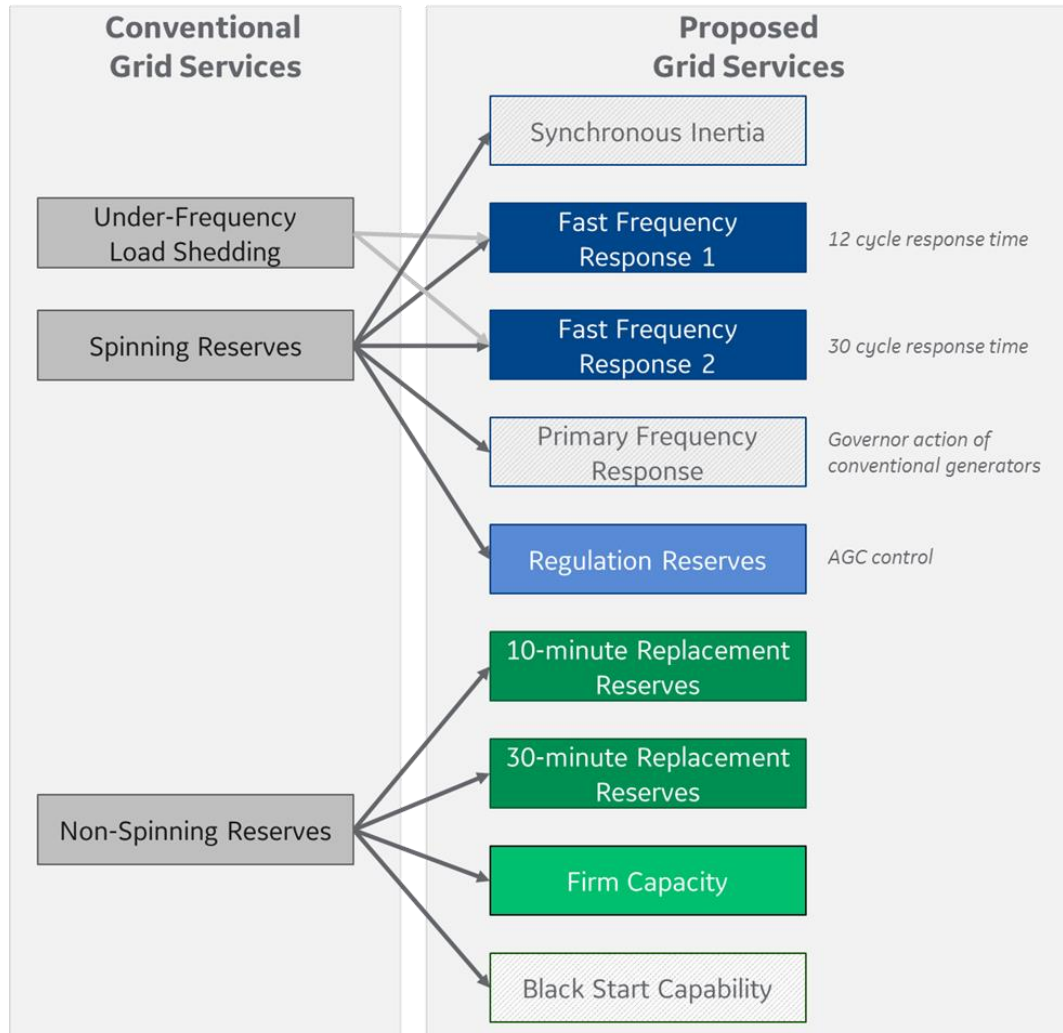 Conventional
Grid Services
Proposed
Grid Services
Synchronous Inertia
Under-Frequency
Load Shedding
Fast Frequency
Response 1
12 cycle response time
Spinning Reserves
Fast Frequency
Response 2
30 cycle response time
Primary Frequency
Response
Governor action of
conventional generators
Regulation Reserves
AGC control
10-minute Replacement
Reserves
30-minute Replacement
Reserves
Non-Spinning Reserves
Firm Capacity
Black Start Capability